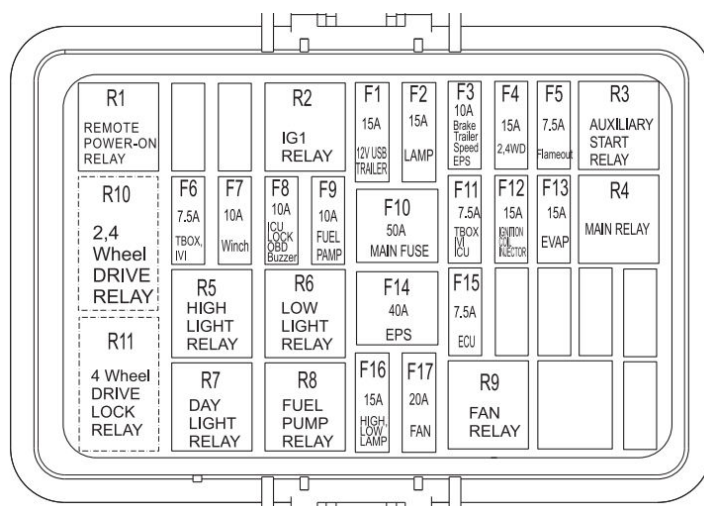 R1
REMOTE
POWER-ON
RELAY
R2
IG1
RELAY
F1
15A
12V USB
TRAILER
F2
15A
LAMP
F3
10A
Brake
Trailer
Speed
EPS
F4
15A
2,4WD
F5
7.5A
Flameout
R3
AUXILIARY
START
RELAY
R10
2,4
Wheel
DRIVE
RELAY
F6
7.5A
TBOX,
IVI
F7
10A
Winch
F8
10A
ICU
LOCK
OBD
Buzzer
F9
10A
FUEL
PAMP
F10
50A
MAIN FUSE
F11
7.5A
TBOX
IVI
ICU
F12
15A
IGNITION
COIL
INJECTOR
F13
15A
EVAP
R4
MAIN RELAY
R5
HIGH
LIGHT
RELAY
R6
LOW
LIGHT
RELAY
F14
40A
EPS
F15
7.5A
ECU
R11
4 Wheel
DRIVE
LOCK
RELAY
R7
DAY
LIGHT
RELAY
R8
FUEL
PUMP
RELAY
F16
15A
HIGH,
LOW
LAMP
F17
20A
FAN
R9
FAN
RELAY